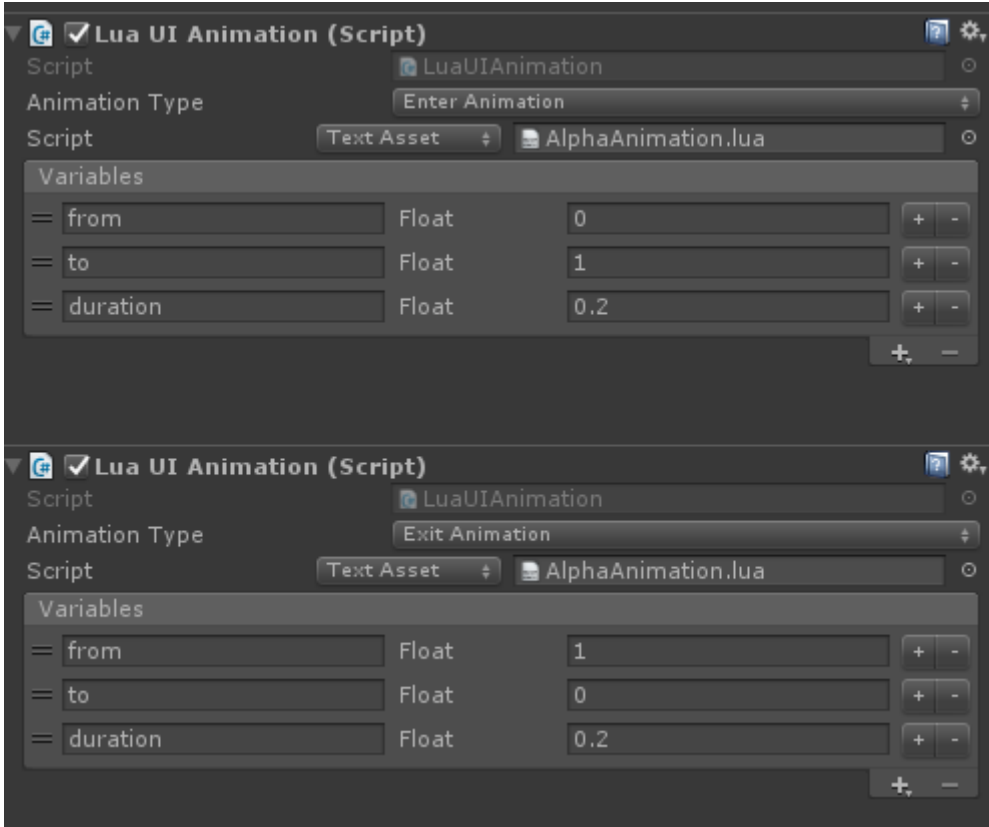 Lua UI Animation (Script)
Script LuaUIAnimation
Animation Type Enter Animation
Script Text Asset AlphaAnimation.lua
Variables
from Float 0 + -
to Float 1 + -
duration Float 0.2 + -
+ -
Lua UI Animation (Script)
Script LuaUIAnimation
Animation Type Exit Animation
Script Text Asset AlphaAnimation.lua
Variables
from Float 1 + -
to Float 0 + -
duration Float 0.2 + -
+ -